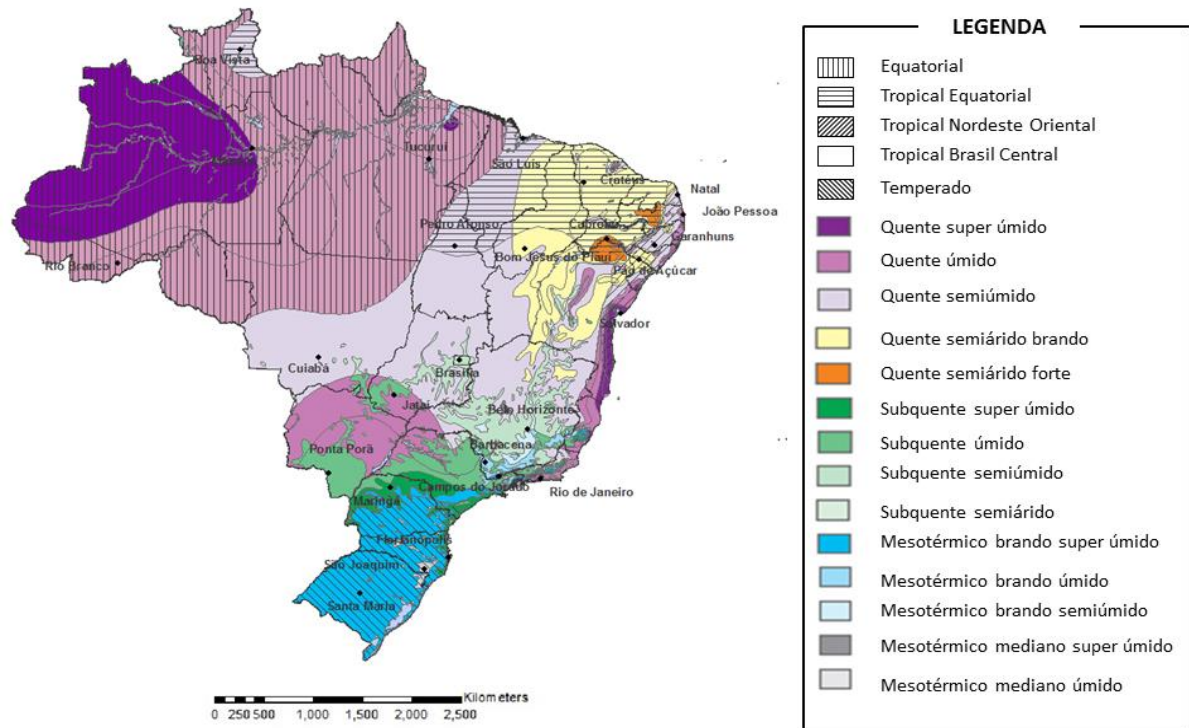 Boa Vista
Manaus
Tucuruí
São Luís
Cratéus
Natal
João Pessoa
Pedro Afonso
Cabrobó
Garanhuns
Rio Branco
Bom Jesus do Piauí
Pão de Açúcar
Salvador
Cuiabá
Brasília
Jataí
Belo Horizonte
Ponta Porã
Barbacena
Campos do Jordão
Rio de Janeiro
Maringá
Florianópolis
São Joaquim
Santa Maria
Kilometers
0 250 500 1,000 1,500 2,000 2,500
LEGENDA
Equatorial
Tropical Equatorial
Tropical Nordeste Oriental
Tropical Brasil Central
Temperado
Quente super úmido
Quente úmido
Quente semiúmido
Quente semiárido brando
Quente semiárido forte
Subquente super úmido
Subquente úmido
Subquente semiúmido
Subquente semiárido
Mesotérmico brando super úmido
Mesotérmico brando úmido
Mesotérmico brando semiúmido
Mesotérmico mediano super úmido
Mesotérmico mediano úmido